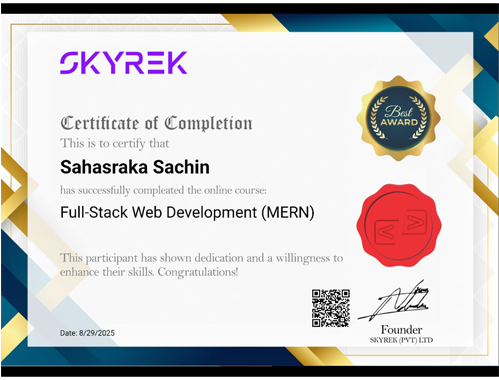 SKYREK
Certificate of Completion
This is to certify that
Sahasraka Sachin
has successfully compleated the online course:
Full-Stack Web Development (MERN)
This participant has shown dedication and a willingness to
enhance their skills. Congratulations!
Date: 8/29/2025
Best
AWARD
Founder
SKYREK (PVT) LTD